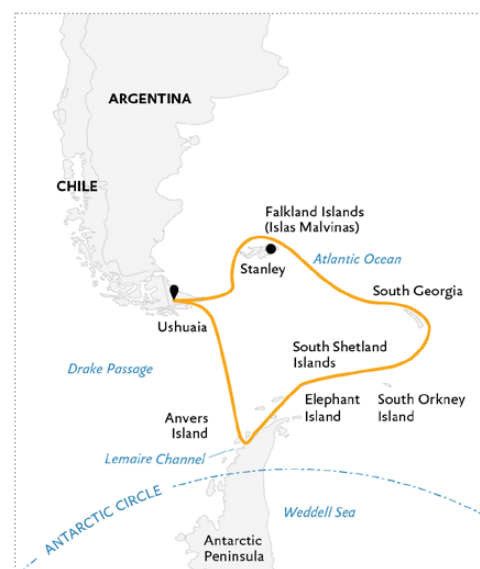 ARGENTINA
CHILE
Falkland Islands
(Islas Malvinas)
Atlantic Ocean
Stanley
South Georgia
Ushuaia
South Shetland
Islands
Drake Passage
Elephant
Island
South Orkney
Island
Anvers
Island
Lemaire Channel
ANTARCTIC CIRCLE
Weddell Sea
Antarctic
Peninsula